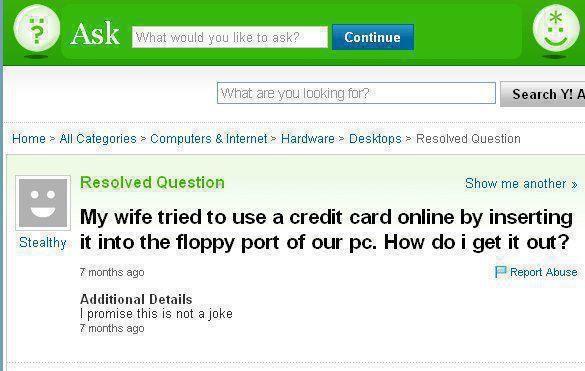 Ask What would you like to ask? Continue
What are you looking for? Search Y! A
Home > All Categories > Computers & Internet > Hardware > Desktops > Resolved Question
Resolved Question Show me another »
My wife tried to use a credit card online by inserting
it into the floppy port of our pc. How do i get it out?
Stealthy
7 months ago Report Abuse
Additional Details
I promise this is not a joke
7 months ago